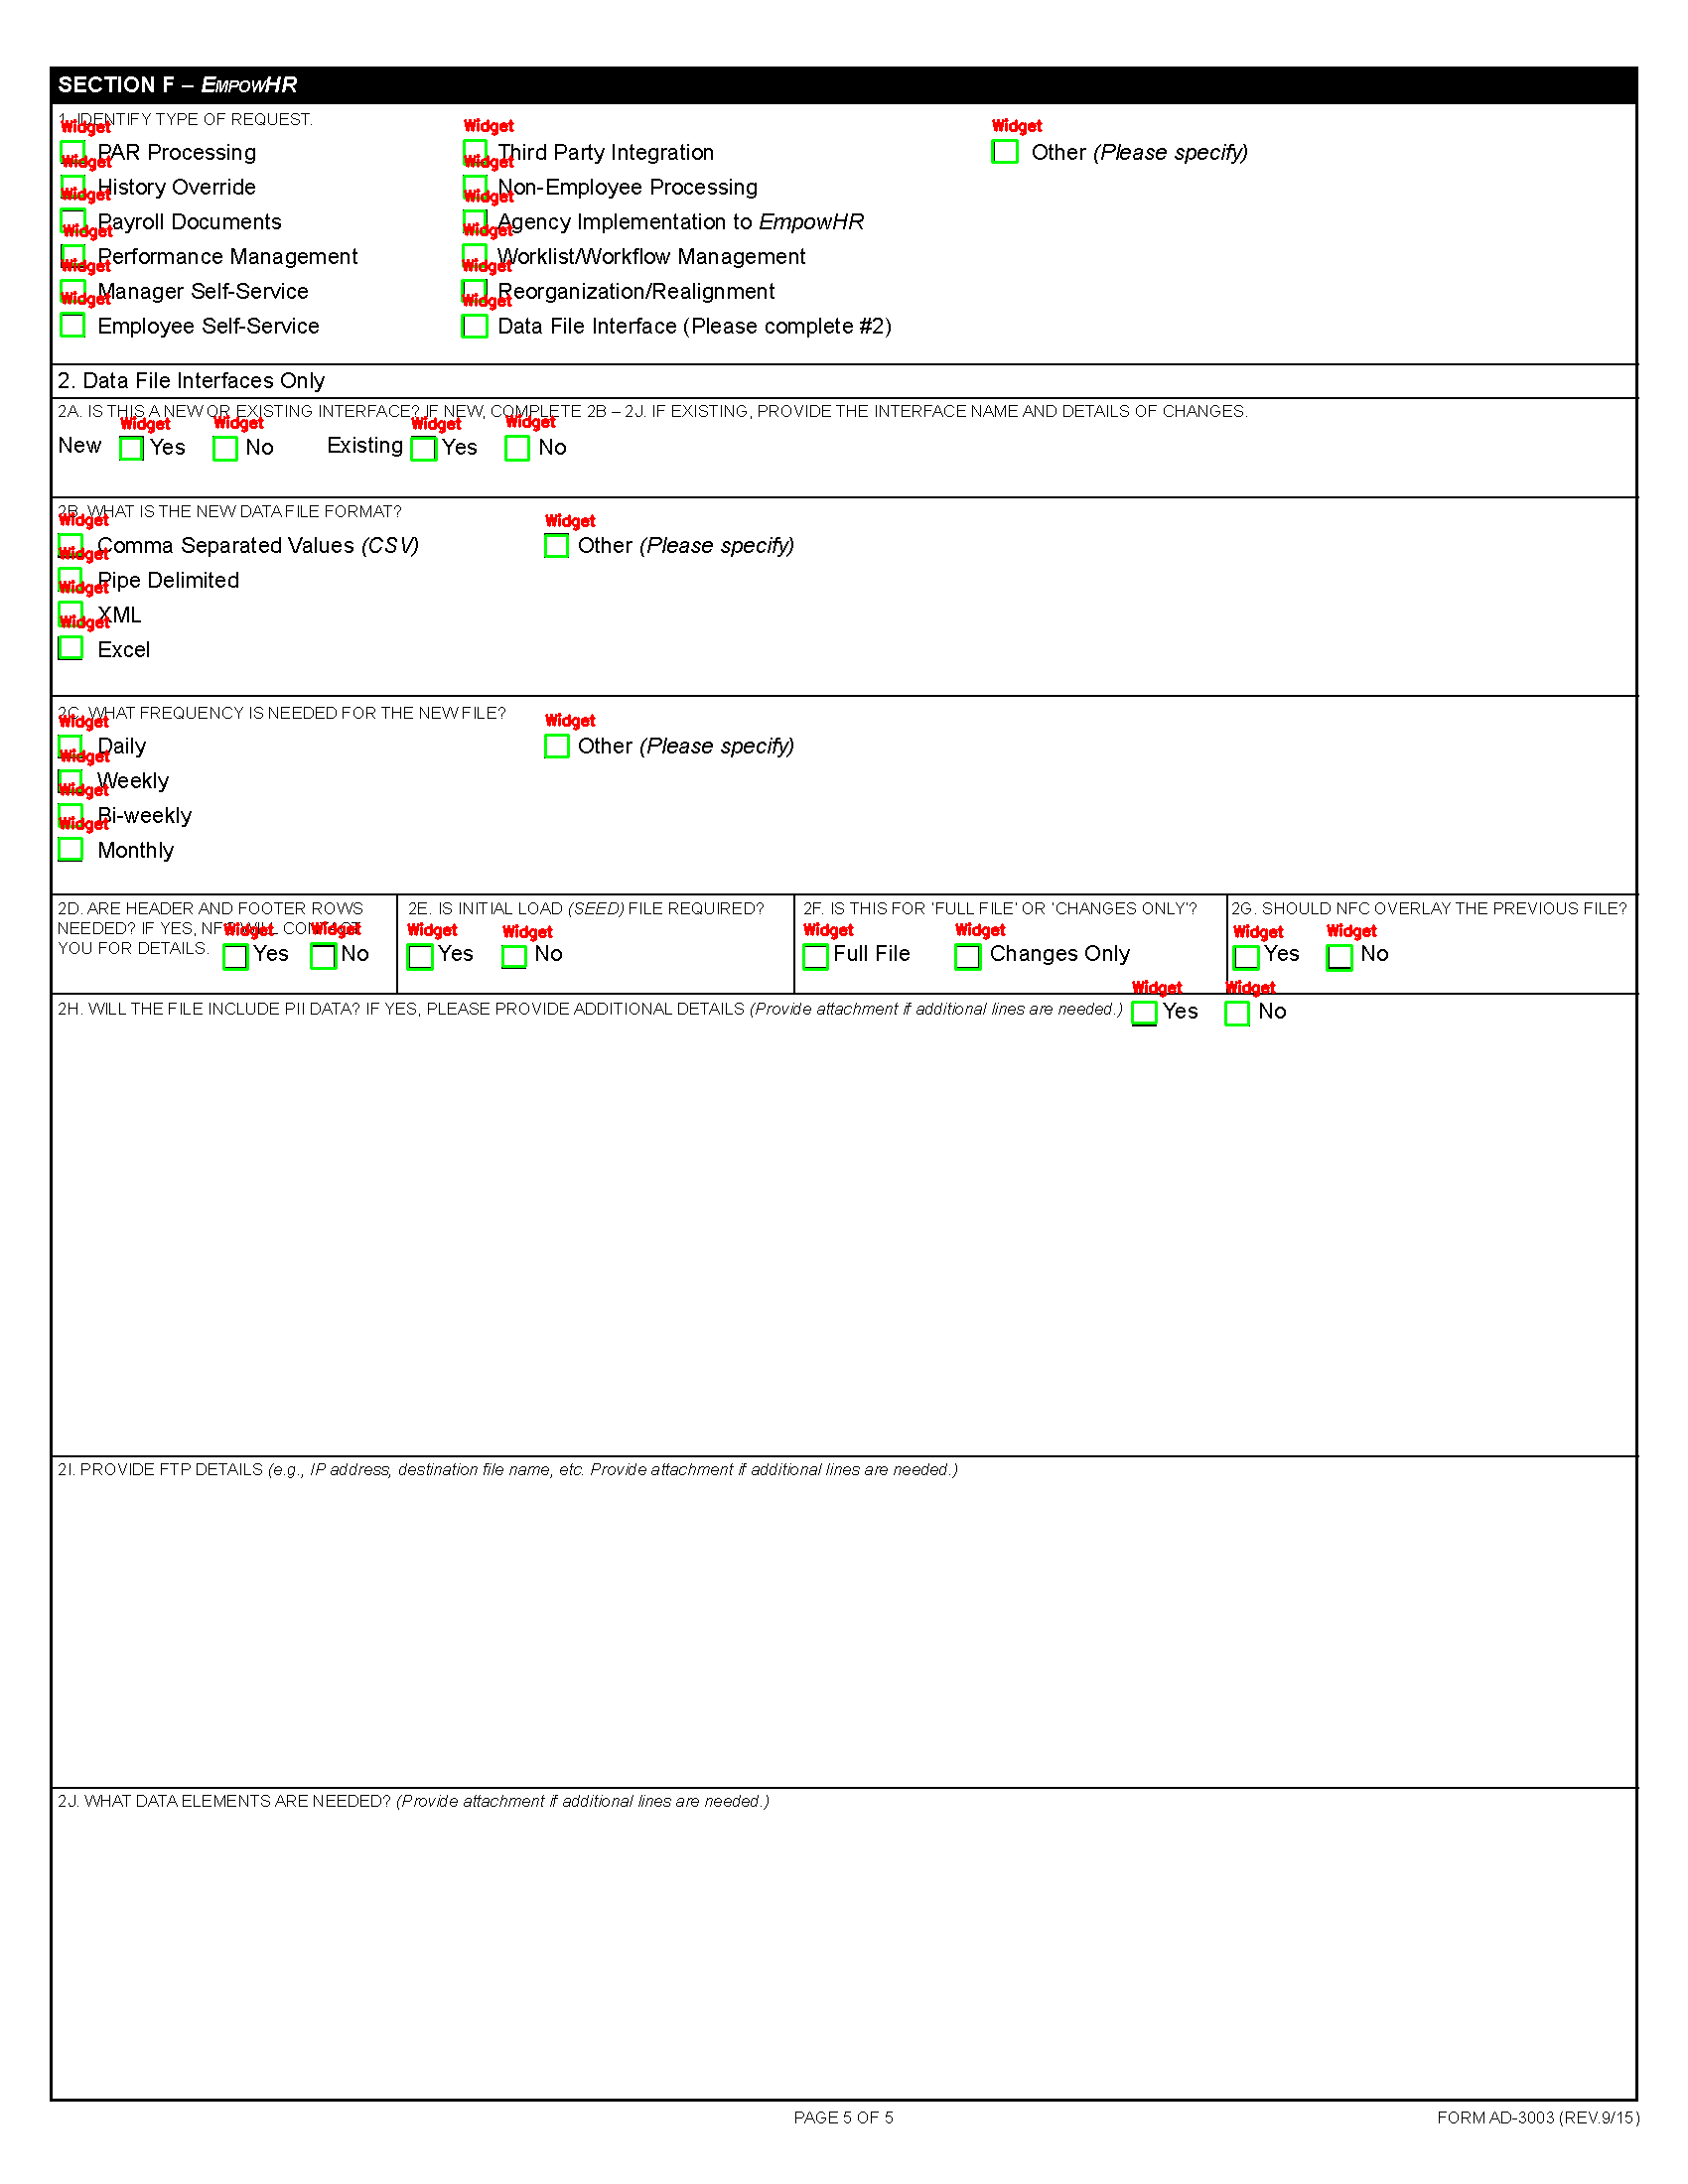 SECTION F – EMPOWHR
1. IDENTIFY TYPE OF REQUEST.
Widget Widget Widget
PAR Processing Third Party Integration Other (Please specify)
Widget Widget
History Override Non-Employee Processing
Widget Widget
Payroll Documents Agency Implementation to EmpowHR
Widget Widget
Performance Management Worklist/Workflow Management
Widget Widget
Manager Self-Service Reorganization/Realignment
Widget Widget
Employee Self-Service Data File Interface (Please complete #2)
2. Data File Interfaces Only
2A. IS THIS A NEW OR EXISTING INTERFACE? IF NEW, COMPLETE 2B – 2J. IF EXISTING, PROVIDE THE INTERFACE NAME AND DETAILS OF CHANGES.
Widget Widget Widget Widget
New Yes No Existing Yes No
2B. WHAT IS THE NEW DATA FILE FORMAT?
Widget Widget
Comma Separated Values (CSV) Other (Please specify)
Widget
Pipe Delimited
Widget
XML
Widget
Excel
2C. WHAT FREQUENCY IS NEEDED FOR THE NEW FILE?
Widget Widget
Daily Other (Please specify)
Widget
Weekly
Widget
Bi-weekly
Widget
Monthly
2D. ARE HEADER AND FOOTER ROWS
NEEDED? IF YES, NFC WILL CONTACT
YOU FOR DETAILS.
Widget Widget
Yes No
2E. IS INITIAL LOAD (SEED) FILE REQUIRED?
Widget Widget
Yes No
2F. IS THIS FOR 'FULL FILE' OR 'CHANGES ONLY'?
Widget Widget
Full File Changes Only
2G. SHOULD NFC OVERLAY THE PREVIOUS FILE?
Widget Widget
Yes No
Widget Widget
2H. WILL THE FILE INCLUDE PII DATA? IF YES, PLEASE PROVIDE ADDITIONAL DETAILS (Provide attachment if additional lines are needed.) Yes No
2I. PROVIDE FTP DETAILS (e.g., IP address, destination file name, etc. Provide attachment if additional lines are needed.)
2J. WHAT DATA ELEMENTS ARE NEEDED? (Provide attachment if additional lines are needed.)
PAGE 5 OF 5 FORM AD-3003 (REV.9/15)